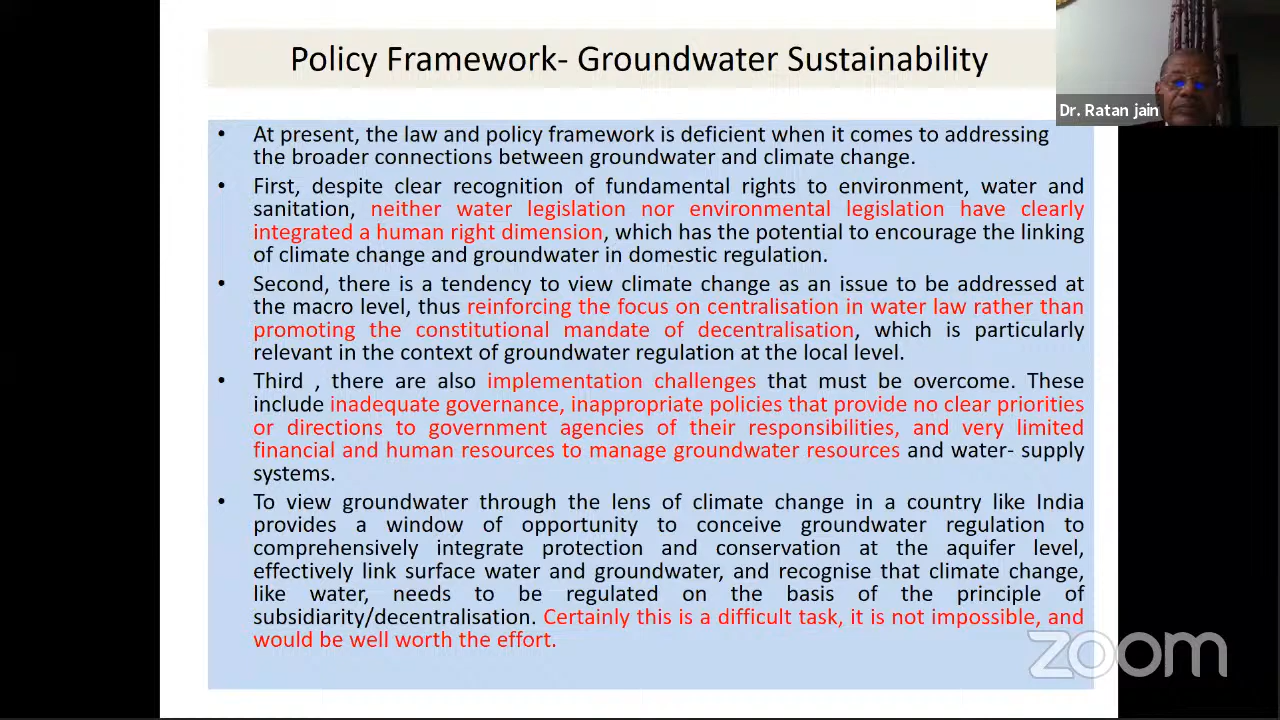 Policy Framework- Groundwater Sustainability
Dr. Ratan jain
• At present, the law and policy framework is deficient when it comes to addressing
the broader connections between groundwater and climate change.
• First, despite clear recognition of fundamental rights to environment, water and
sanitation, neither water legislation nor environmental legislation have clearly
integrated a human right dimension, which has the potential to encourage the linking
of climate change and groundwater in domestic regulation.
• Second, there is a tendency to view climate change as an issue to be addressed at
the macro level, thus reinforcing the focus on centralisation in water law rather than
promoting the constitutional mandate of decentralisation, which is particularly
relevant in the context of groundwater regulation at the local level.
• Third , there are also implementation challenges that must be overcome. These
include inadequate governance, inappropriate policies that provide no clear priorities
or directions to government agencies of their responsibilities, and very limited
financial and human resources to manage groundwater resources and water- supply
systems.
• To view groundwater through the lens of climate change in a country like India
provides a window of opportunity to conceive groundwater regulation to
comprehensively integrate protection and conservation at the aquifer level,
effectively link surface water and groundwater, and recognise that climate change,
like water, needs to be regulated on the basis of the principle of
subsidiarity/decentralisation. Certainly this is a difficult task, it is not impossible, and
would be well worth the effort.
zoom